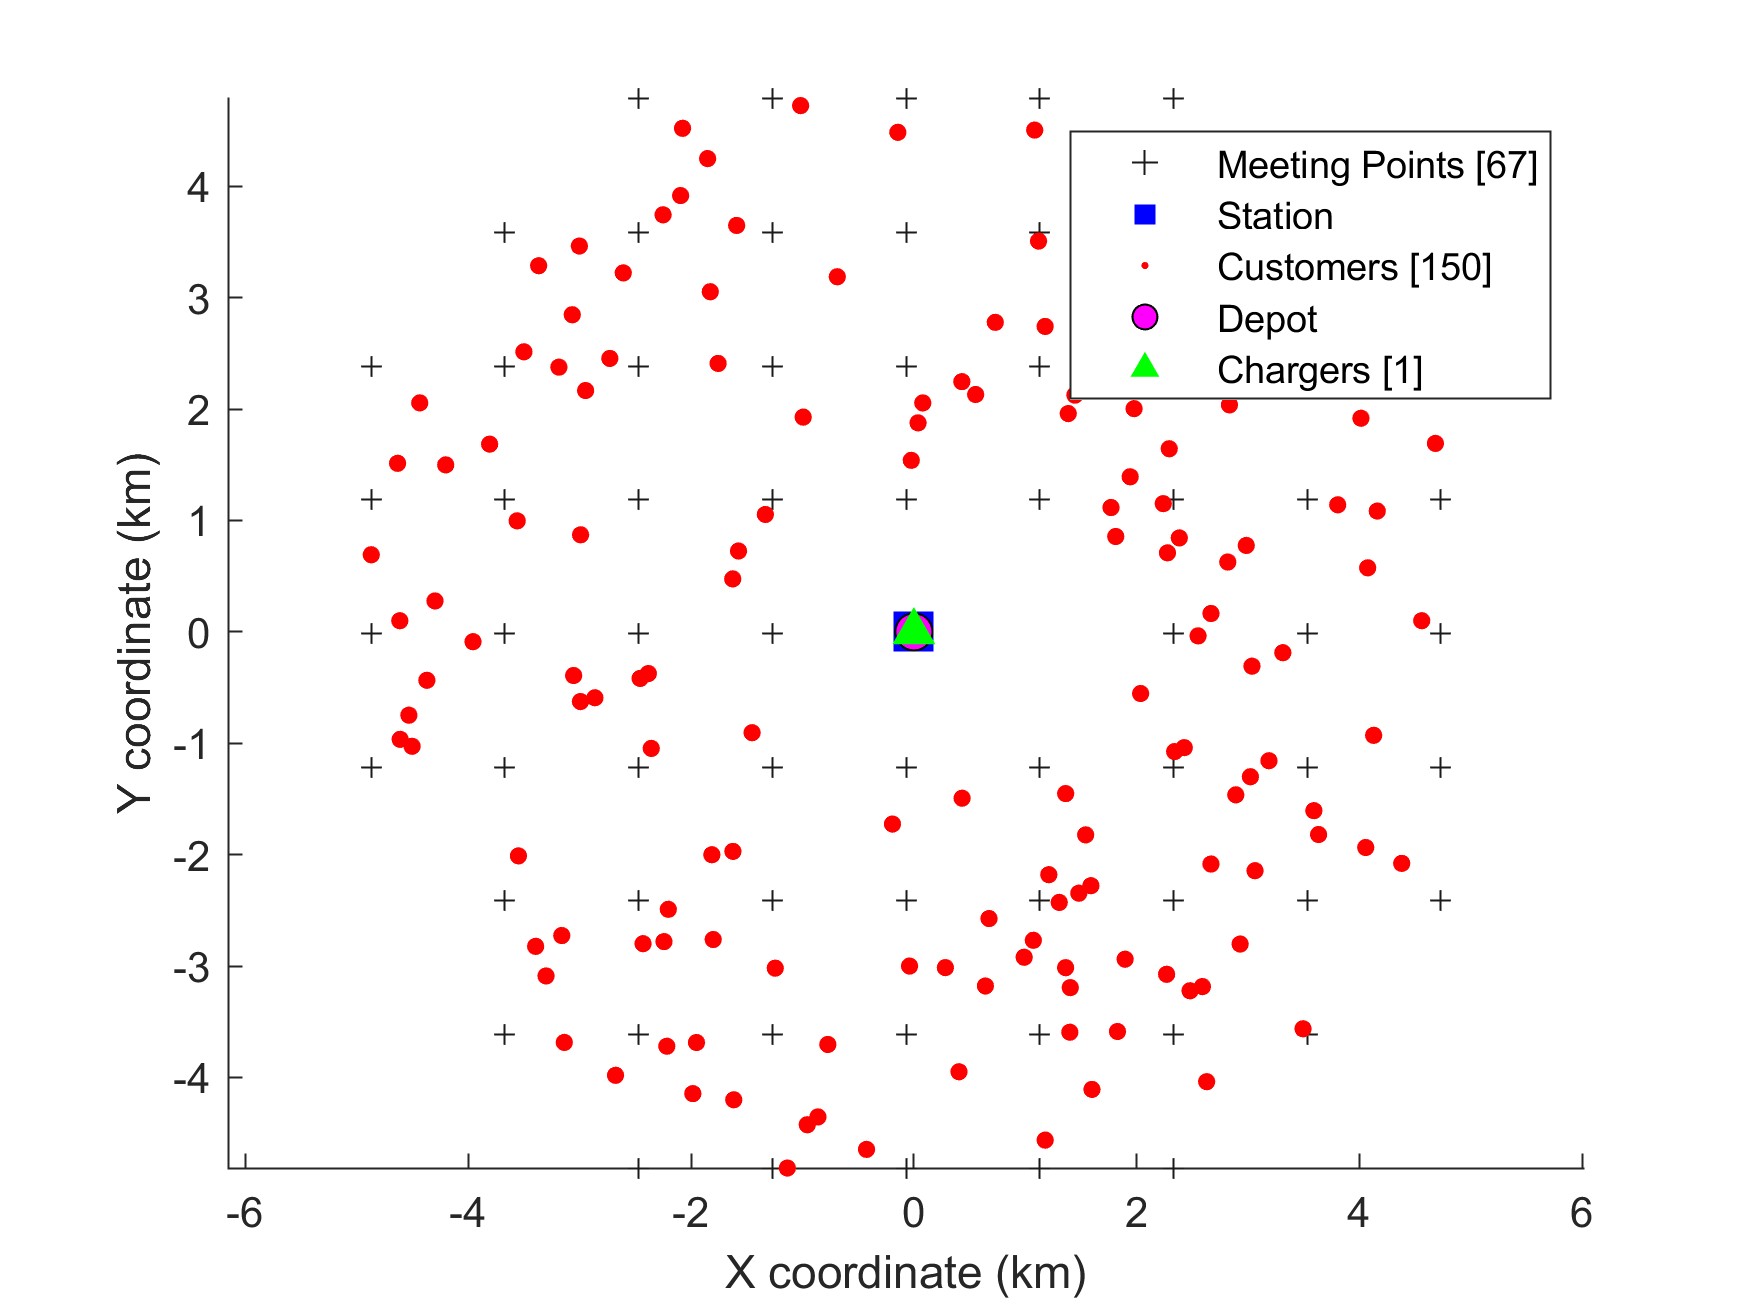 Meeting Points [67]
Station
Customers [150]
Depot
Chargers [1]
4
3
2
1
0
-1
-2
-3
-4
Y coordinate (km)
-6 -4 -2 0 2 4 6
X coordinate (km)